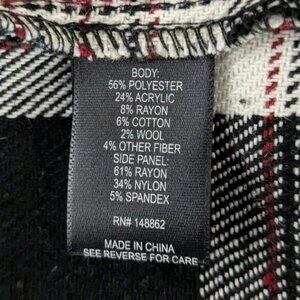 BODY:
56% POLYESTER
24% ACRYLIC
8% RAYON
6% COTTON
2% WOOL
4% OTHER FIBER
SIDE PANEL:
61% RAYON
34% NYLON
5% SPANDEX
RN# 148862
MADE IN CHINA
SEE REVERSE FOR CARE